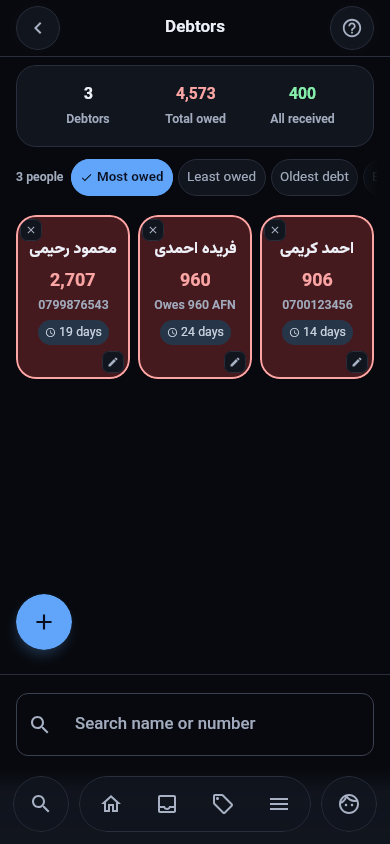 Debtors
3
Debtors
4,573
Total owed
400
All received
3 people
Most owed
Least owed
Oldest debt
محمود رحیمی
2,707
0799876543
19 days
فریده احمدی
960
Owes 960 AFN
24 days
احمد کریمی
906
0700123456
14 days
Search name or number